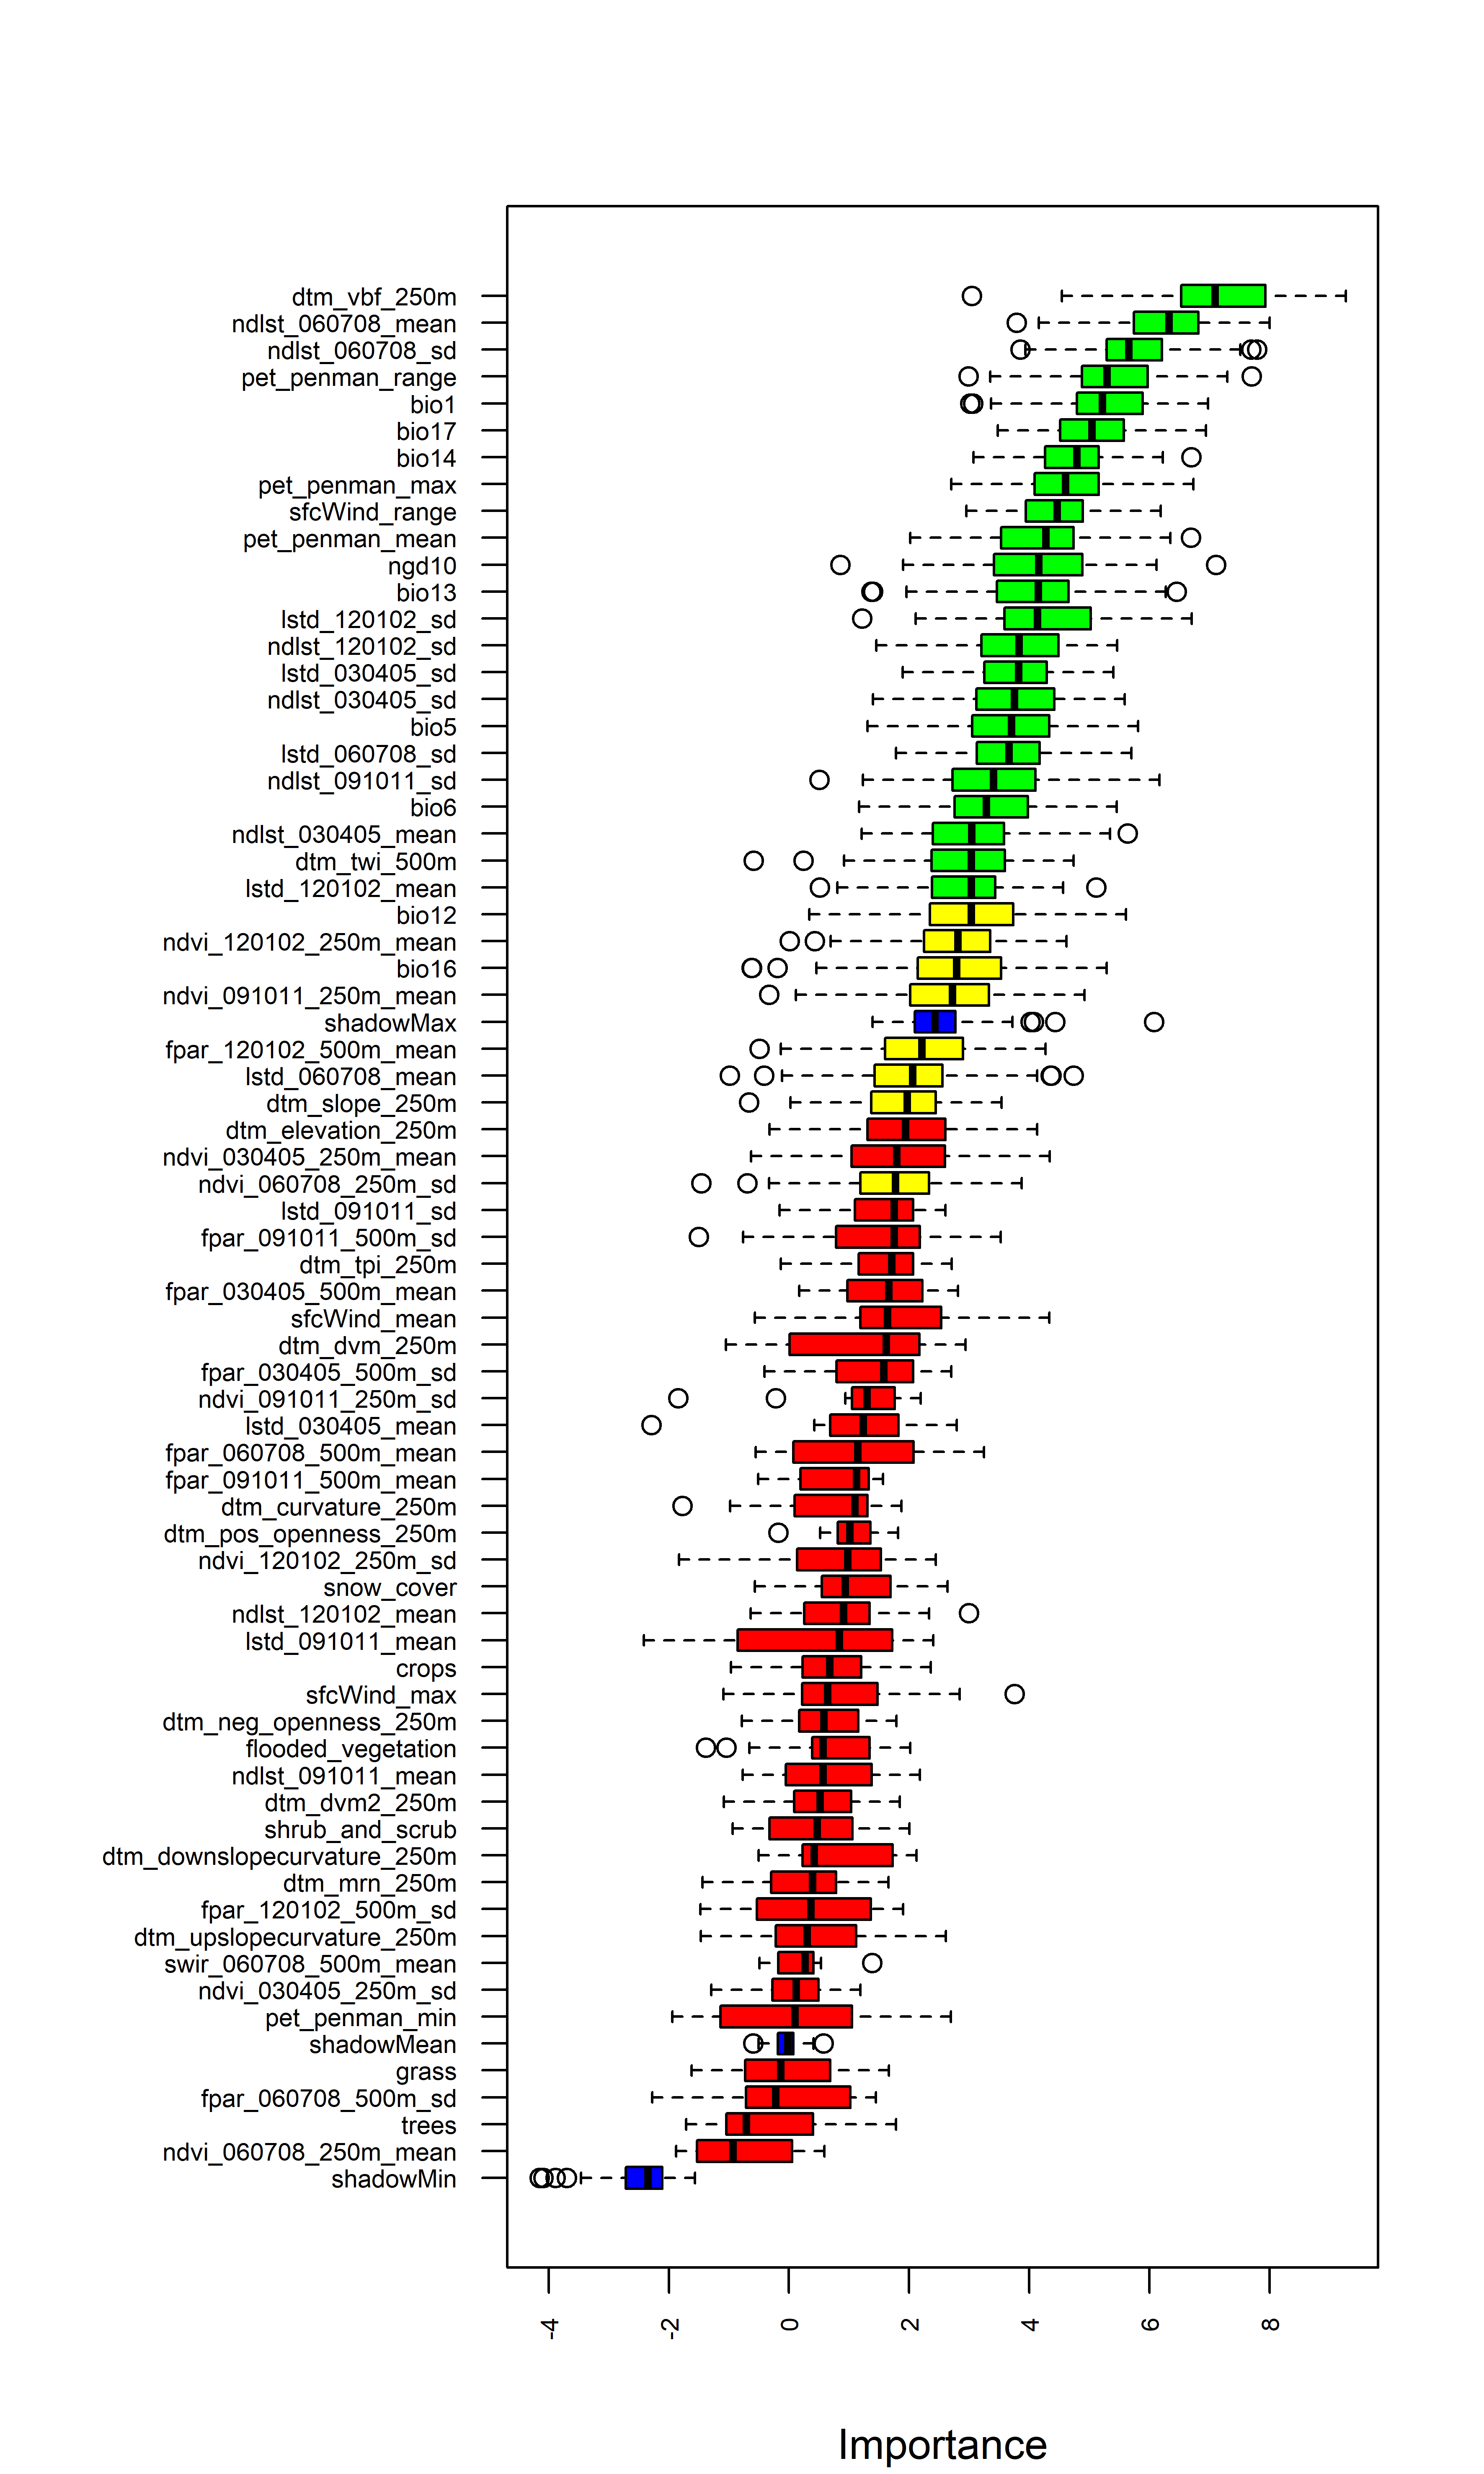 dtm_vbf_250m
ndlst_060708_mean
ndlst_060708_sd
pet_penman_range
bio1
bio17
bio14
pet_penman_max
sfcWind_range
pet_penman_mean
ngd10
bio13
lstd_120102_sd
ndlst_120102_sd
lstd_030405_sd
ndlst_030405_sd
bio5
lstd_060708_sd
ndlst_091011_sd
bio6
ndlst_030405_mean
dtm_twi_500m
lstd_120102_mean
bio12
ndvi_120102_250m_mean
bio16
ndvi_091011_250m_mean
shadowMax
fpar_120102_500m_mean
lstd_060708_mean
dtm_slope_250m
dtm_elevation_250m
ndvi_030405_250m_mean
ndvi_060708_250m_sd
lstd_091011_sd
fpar_091011_500m_sd
dtm_tpi_250m
fpar_030405_500m_mean
sfcWind_mean
dtm_dvm_250m
fpar_030405_500m_sd
ndvi_091011_250m_sd
lstd_030405_mean
fpar_060708_500m_mean
fpar_091011_500m_mean
dtm_curvature_250m
dtm_pos_openness_250m
ndvi_120102_250m_sd
snow_cover
ndlst_120102_mean
lstd_091011_mean
crops
sfcWind_max
dtm_neg_openness_250m
flooded_vegetation
ndlst_091011_mean
dtm_dvm2_250m
shrub_and_scrub
dtm_downslopecurvature_250m
dtm_mrn_250m
fpar_120102_500m_sd
dtm_upslopecurvature_250m
swir_060708_500m_mean
ndvi_030405_250m_sd
pet_penman_min
shadowMean
grass
fpar_060708_500m_sd
trees
ndvi_060708_250m_mean
shadowMin
-4 -2 0 2 4 6 8
Importance